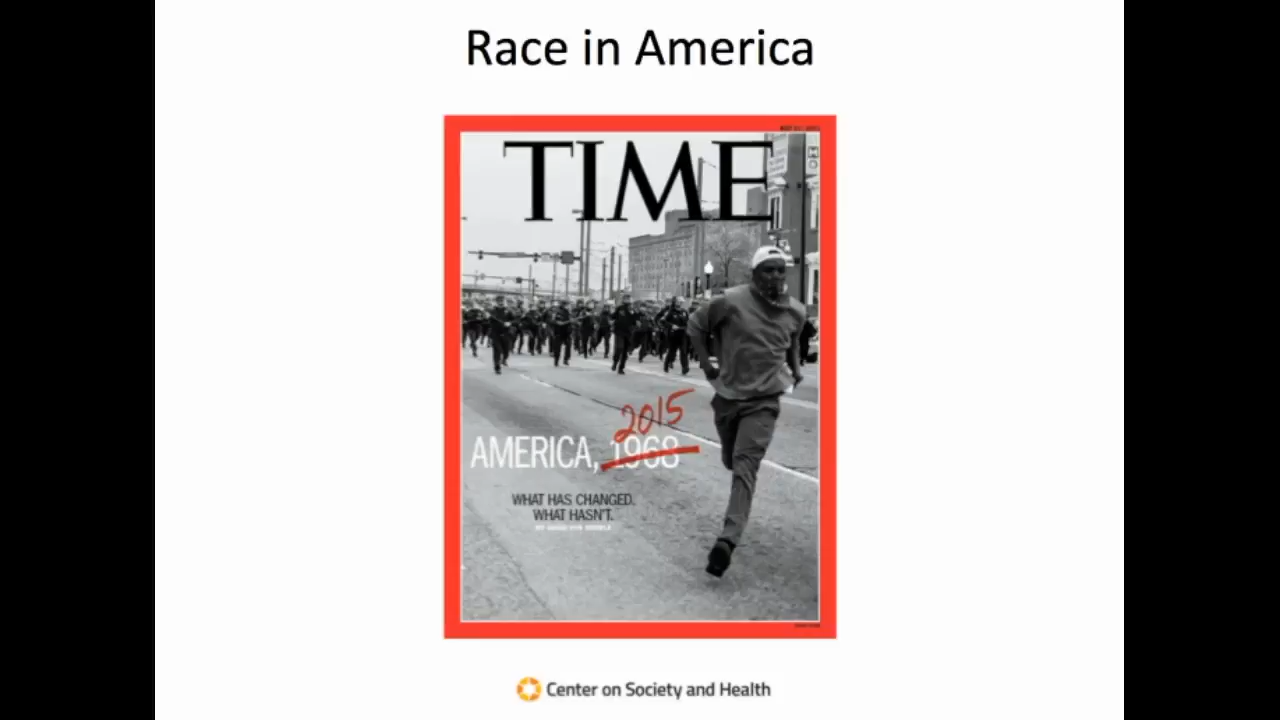 Race in America
TIME
2015
AMERICA, 1968
WHAT HAS CHANGED.
WHAT HASN'T.
Center on Society and Health